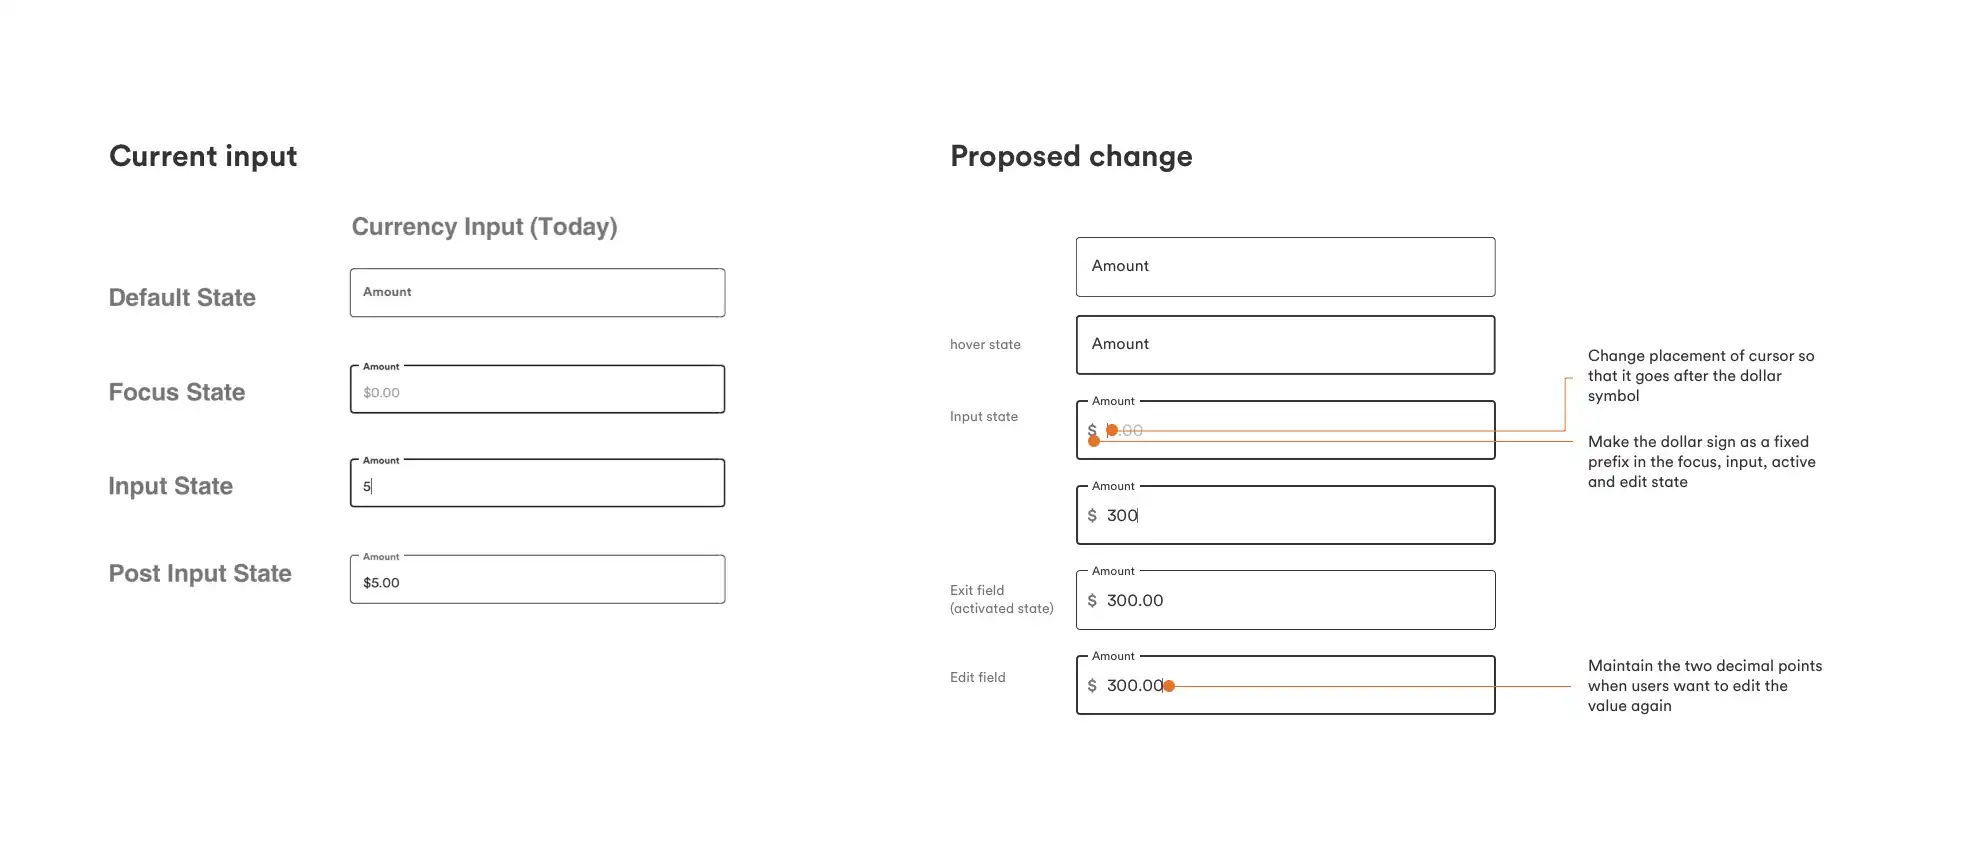 Current input
Currency Input (Today)
Default State
Amount
Focus State
Amount
$0.00
Input State
Amount
5
Post Input State
Amount
$5.00
Proposed change
Amount
hover state
Amount
Input state
Amount
$ .00
Change placement of cursor so
that it goes after the dollar
symbol
Make the dollar sign as a fixed
prefix in the focus, input, active
and edit state
Amount
$ 300
Exit field
(activated state)
Amount
$ 300.00
Edit field
Amount
$ 300.00
Maintain the two decimal points
when users want to edit the
value again